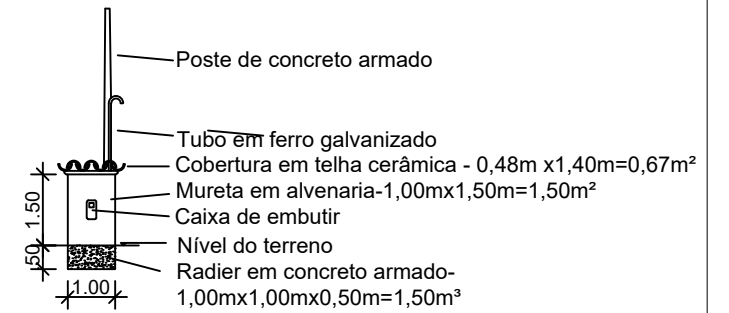 Poste de concreto armado
Tubo em ferro galvanizado
Cobertura em telha cerâmica - 0,48m x1,40m=0,67m²
Mureta em alvenaria-1,00mx1,50m=1,50m²
Caixa de embutir
Nível do terreno
Radier em concreto armado-
1,00mx1,00mx0,50m=1,50m³
1.50
.50
1.00